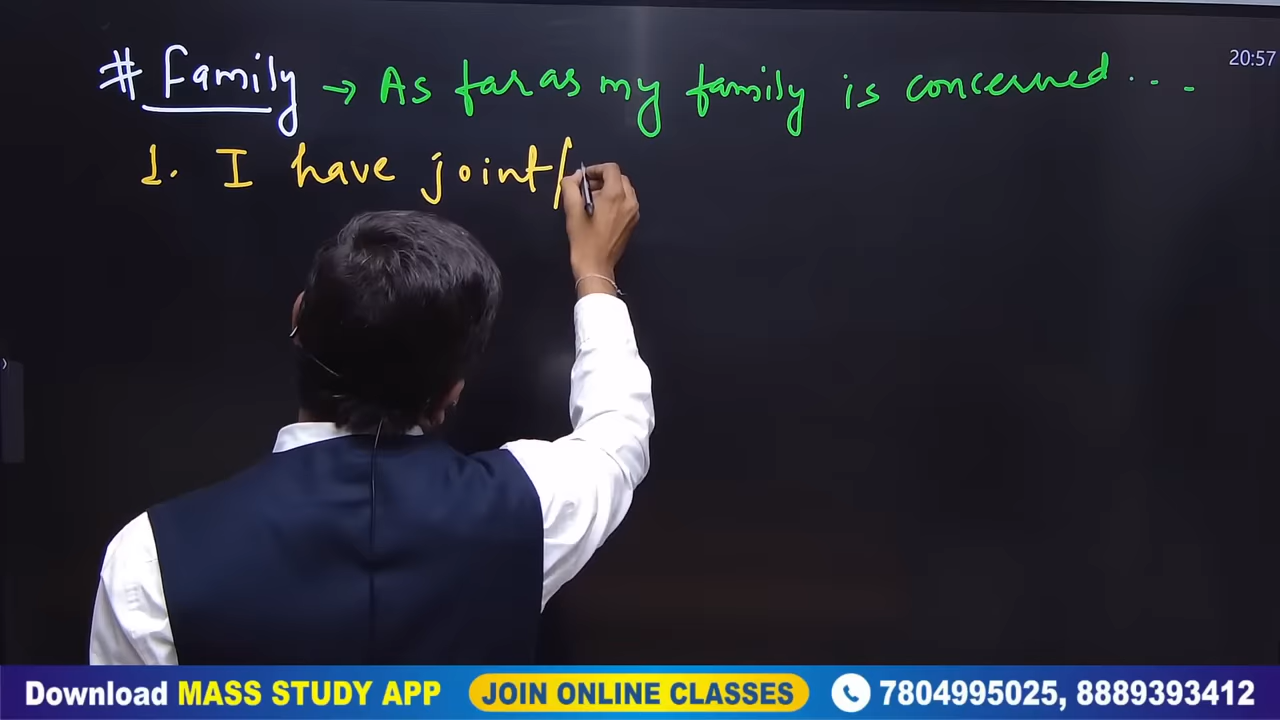 20:57
# Family → As far as my family is concerned ...
1. I have joint/
Download MASS STUDY APP JOIN ONLINE CLASSES 7804995025, 8889393412